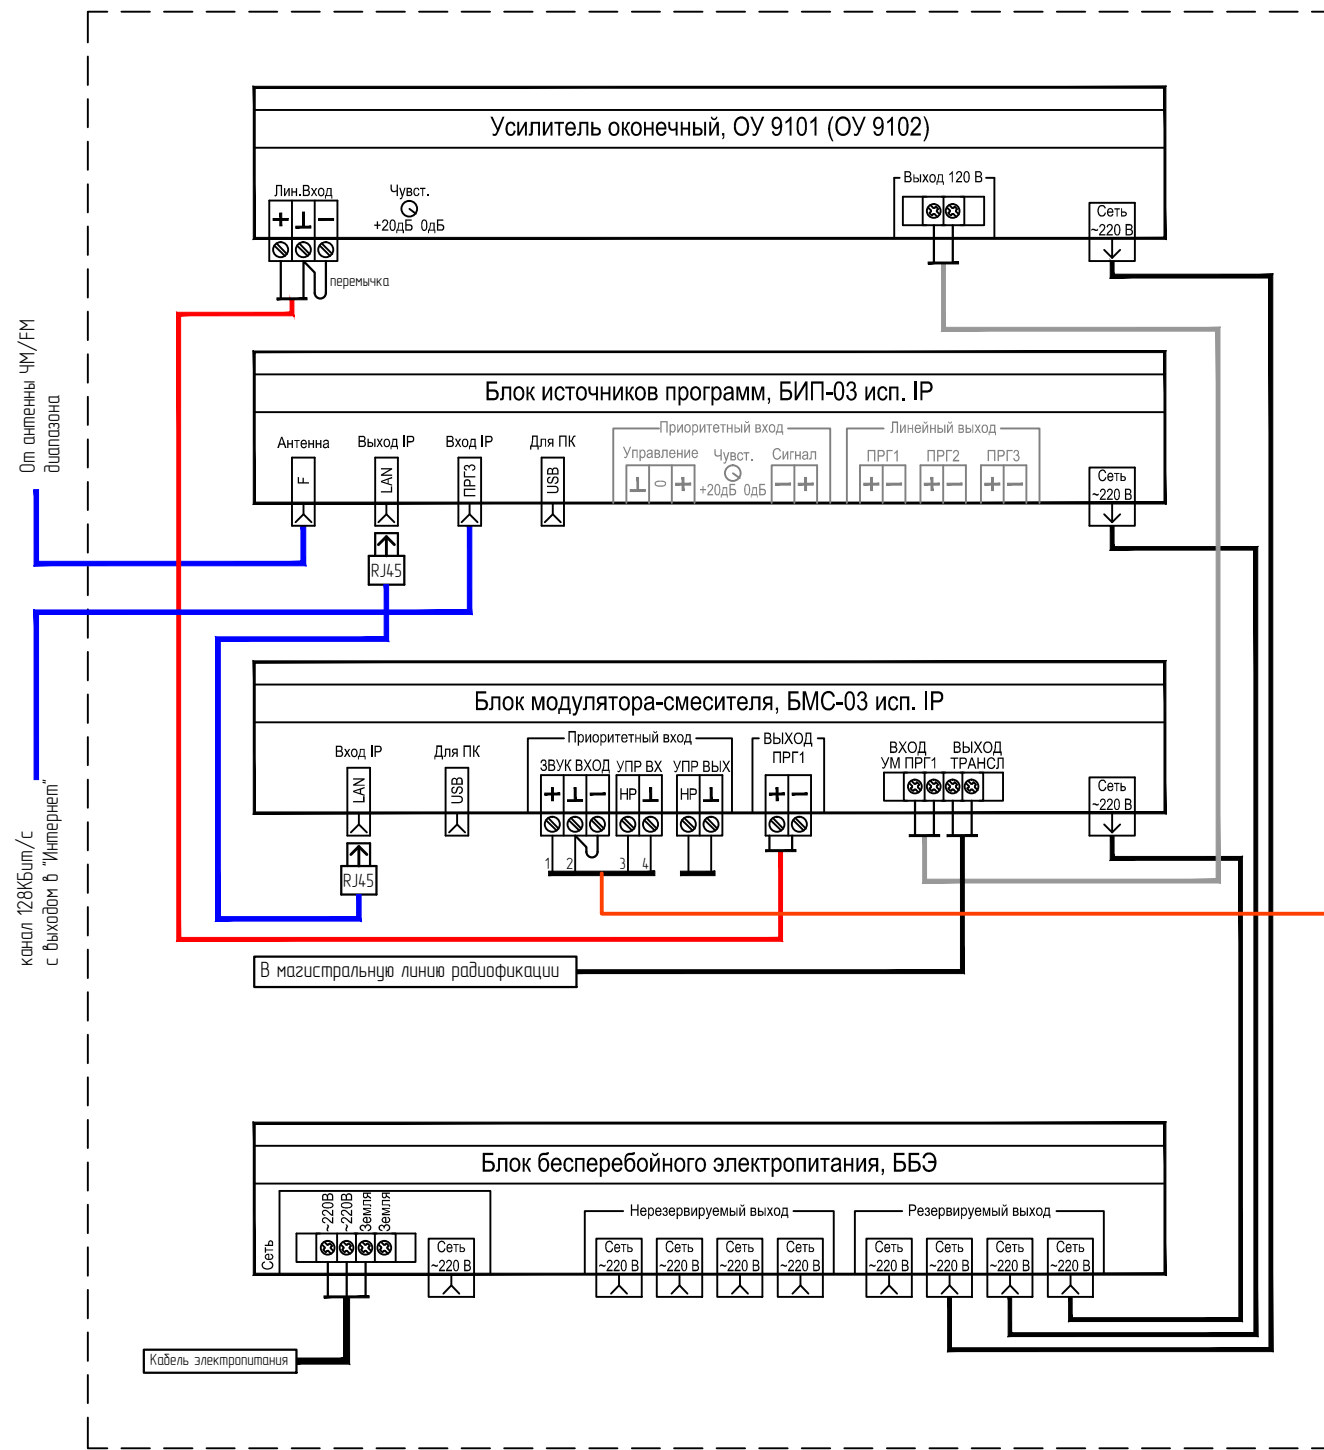 Усилитель оконечный, ОУ 9101 (ОУ 9102)
Лин.Вход
Чувст.
+20дБ 0дБ
Выход 120 В
Сеть
~220 В
+ ⊥ −
перемычка
От антенны ЧМ/FM
диапазона
Блок источников программ, БИП-03 исп. IP
Антенна
F
Выход IP
LAN
Вход IP
ПРГ3
Для ПК
USB
Приоритетный вход
Управление
⊥ 0 +
Чувст.
+20дБ 0дБ
Сигнал
− +
Линейный выход
ПРГ1 ПРГ2 ПРГ3
+ − + − + −
Сеть
~220 В
RJ45
канал 128КБит/с
с выходом в "Интернет"
Блок модулятора-смесителя, БМС-03 исп. IP
Вход IP
LAN
Для ПК
USB
Приоритетный вход
ЗВУК ВХОД УПР ВХ УПР ВЫХ
+ ⊥ − НР ⊥ НР ⊥
ВЫХОД
ПРГ1
+ −
ВХОД
УМ ПРГ1
ВЫХОД
ТРАНСЛ
Сеть
~220 В
1 2 3 4
RJ45
В магистральную линию радиофикации
Блок бесперебойного электропитания, ББЭ
Сеть
~220В
~220В
Земля
Земля
Сеть
~220 В
Нерезервируемый выход
Сеть Сеть Сеть Сеть
~220 В ~220 В ~220 В ~220 В
Резервируемый выход
Сеть Сеть Сеть Сеть
~220 В ~220 В ~220 В ~220 В
Кабель электропитания